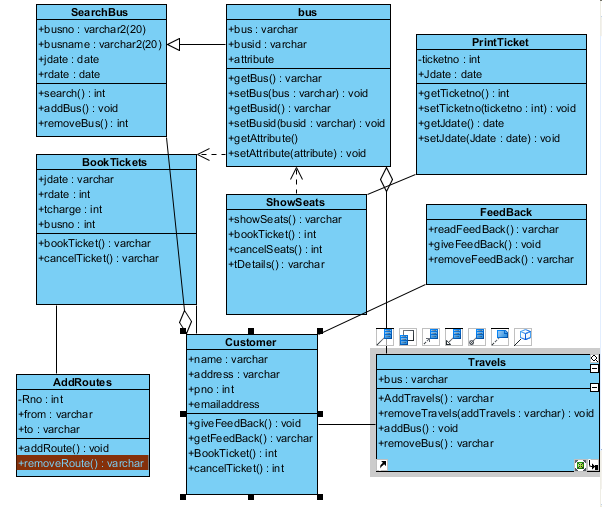 SearchBus
+busno : varchar2(20)
+busname : varchar2(20)
+jdate : date
+rdate : date
+search() : int
+addBus() : void
+removeBus() : int
bus
+bus : varchar
+busid : varchar
+attribute
+getBus() : varchar
+setBus(bus : varchar) : void
+getBusid() : varchar
+setBusid(busid : varchar) : void
+getAttribute()
+setAttribute(attribute) : void
PrintTicket
-ticketno : int
+Jdate : date
+getTicketno() : int
+setTicketno(ticketno : int) : void
+getJdate() : date
+setJdate(Jdate : date) : void
BookTickets
+jdate : varchar
+rdate : int
+tcharge : int
+busno : int
+bookTicket() : varchar
+cancelTicket() : varchar
ShowSeats
+showSeats() : varchar
+bookTicket() : int
+cancelSeats() : int
+tDetails() : varchar
FeedBack
+readFeedBack() : varchar
+giveFeedBack() : void
+removeFeedBack() : varchar
Customer
+name : varchar
+address : varchar
+pno : int
+emailaddress
+giveFeedBack() : void
+getFeedBack() : varchar
+BookTicket() : int
+cancelTicket() : int
Travels
+bus : varchar
+AddTravels() : varchar
+removeTravels(addTravels : varchar) : void
+addBus() : void
+removeBus() : varchar
AddRoutes
-Rno : int
+from : varchar
+to : varchar
+addRoute() : void
+removeRoute() : varchar